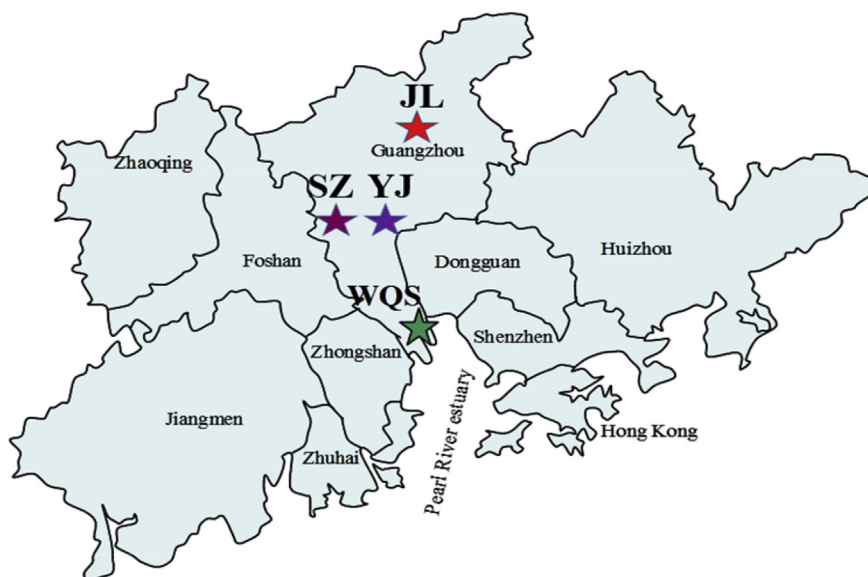 JL
Guangzhou
Zhaoqing
SZ YJ
Huizhou
Foshan
Dongguan
WQS
Shenzhen
Zhongshan
Jiangmen
Hong Kong
Zhuhai
Pearl River estuary